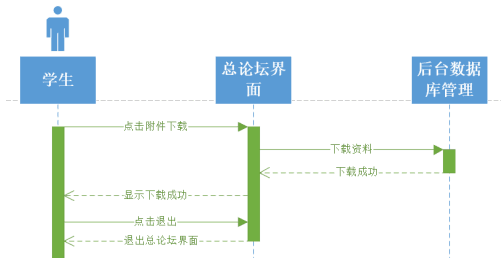 学生
总论坛界
面
后台数据
库管理
点击附件下载
下载资料
下载成功
显示下载成功
点击退出
退出总论坛界面